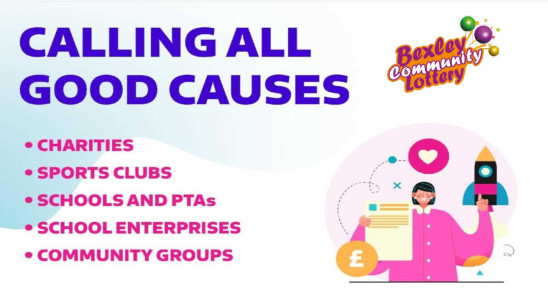 CALLING ALL
GOOD CAUSES
Bexley
Community
Lottery
• CHARITIES
• SPORTS CLUBS
• SCHOOLS AND PTAs
• SCHOOL ENTERPRISES
• COMMUNITY GROUPS
£